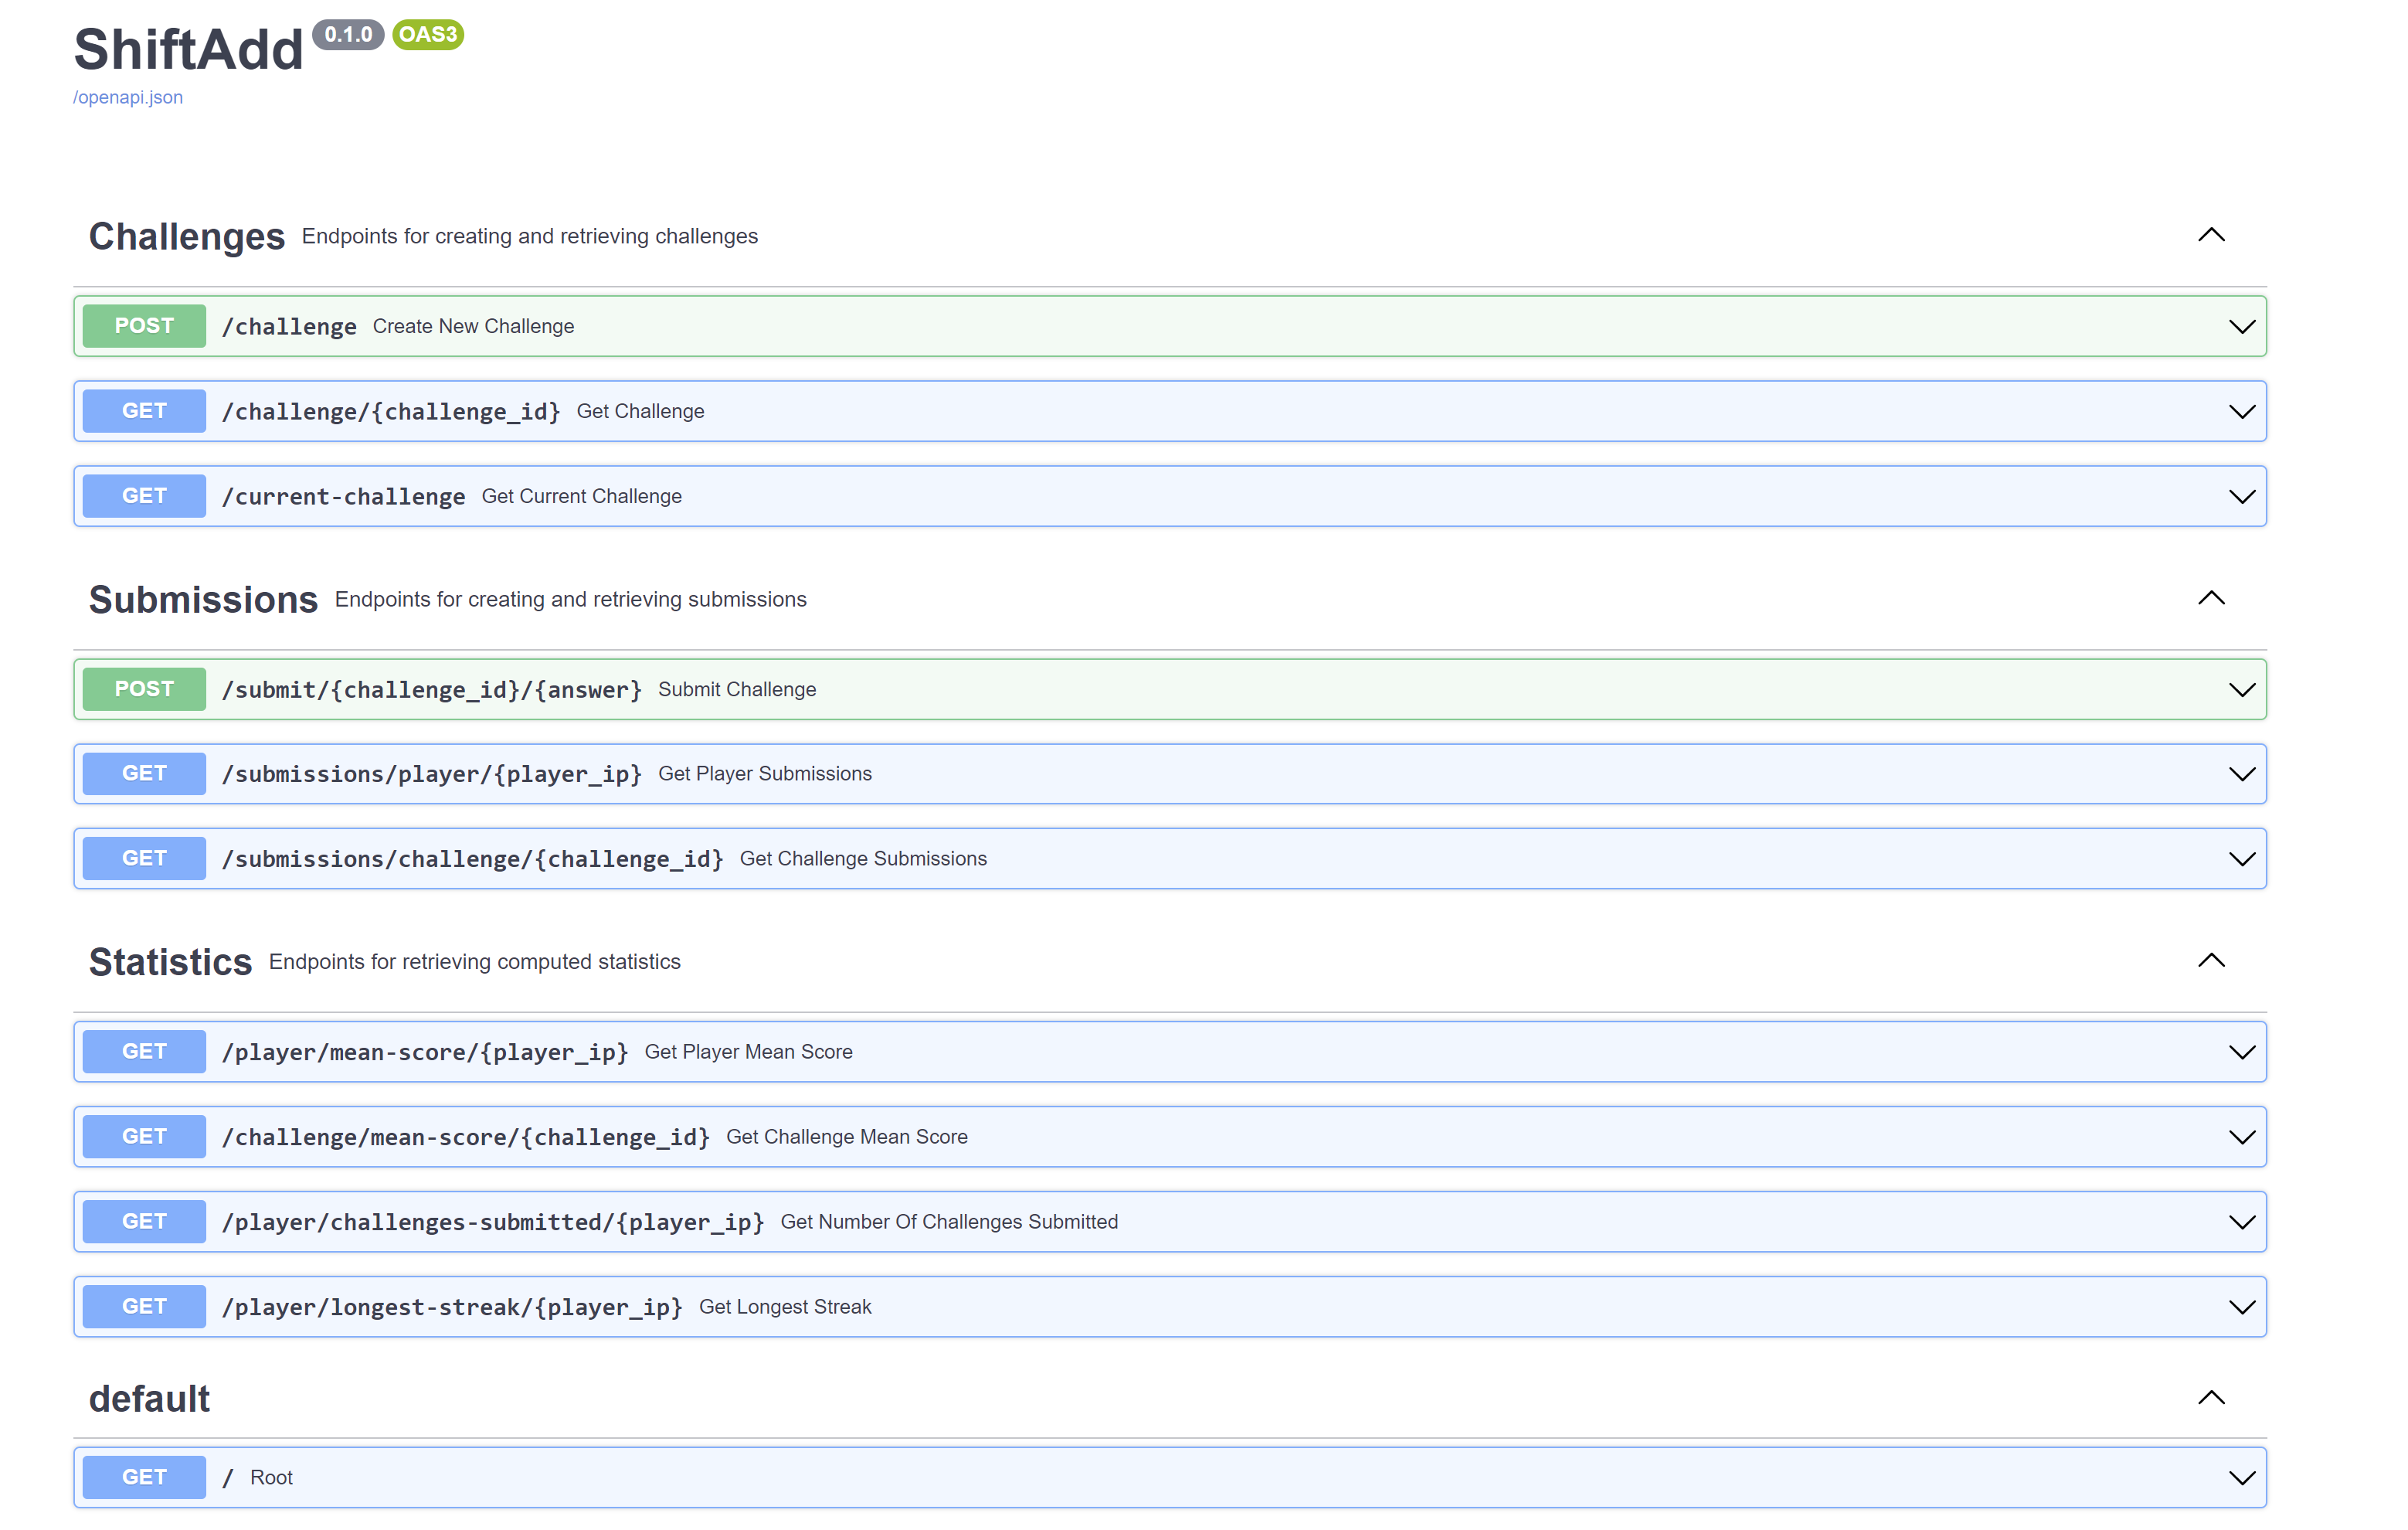 ShiftAdd 0.1.0 OAS3
/openapi.json
Challenges Endpoints for creating and retrieving challenges
POST /challenge Create New Challenge
GET /challenge/{challenge_id} Get Challenge
GET /current-challenge Get Current Challenge
Submissions Endpoints for creating and retrieving submissions
POST /submit/{challenge_id}/{answer} Submit Challenge
GET /submissions/player/{player_ip} Get Player Submissions
GET /submissions/challenge/{challenge_id} Get Challenge Submissions
Statistics Endpoints for retrieving computed statistics
GET /player/mean-score/{player_ip} Get Player Mean Score
GET /challenge/mean-score/{challenge_id} Get Challenge Mean Score
GET /player/challenges-submitted/{player_ip} Get Number Of Challenges Submitted
GET /player/longest-streak/{player_ip} Get Longest Streak
default
GET / Root